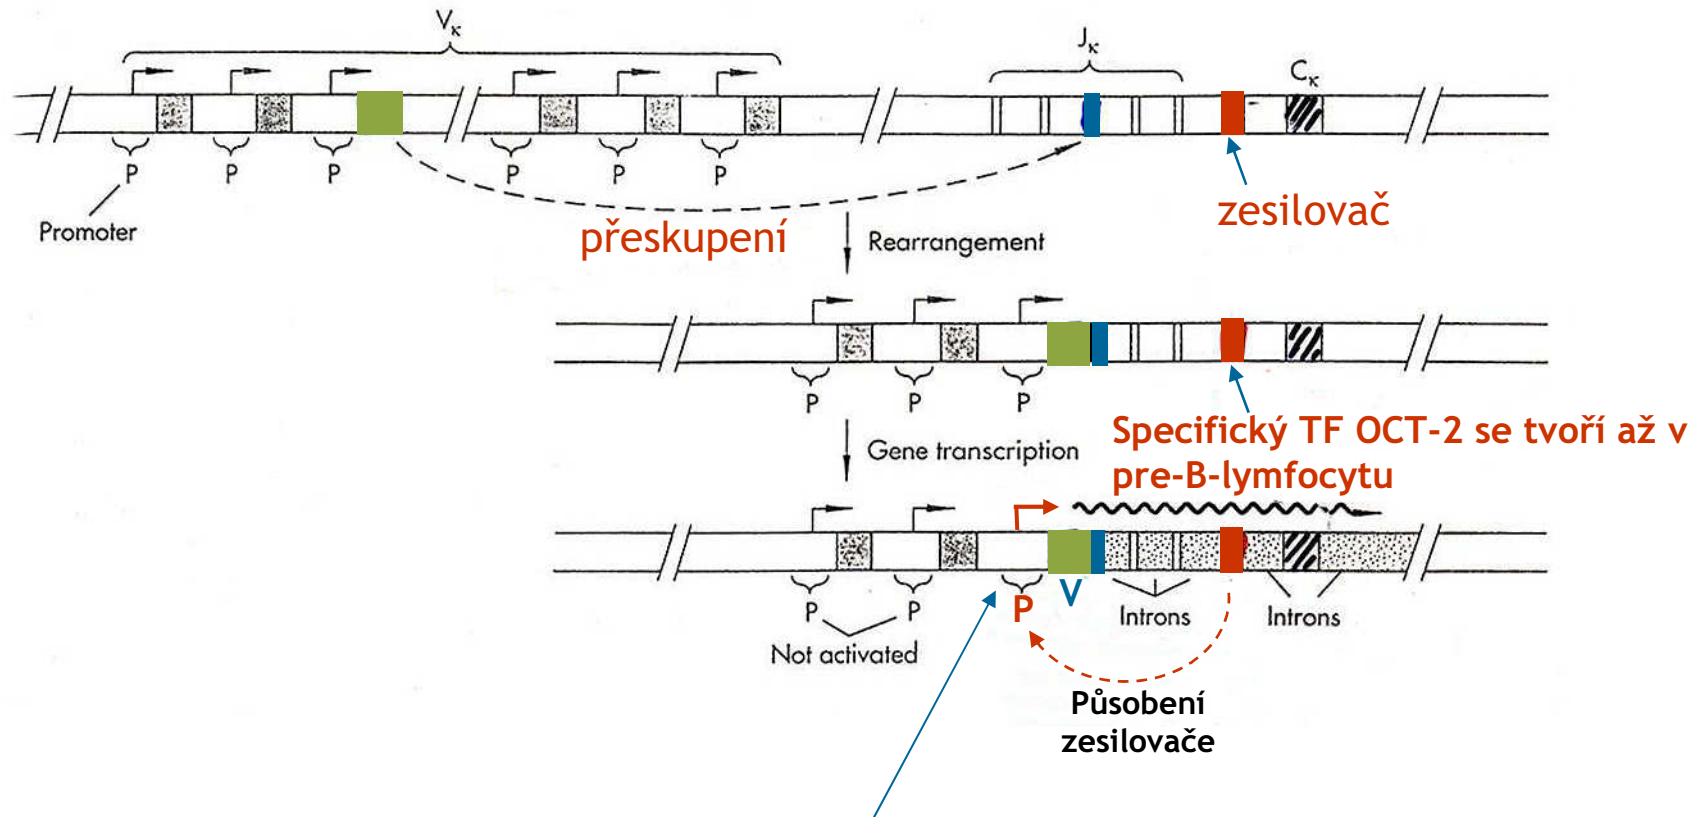 Vκ
Jκ
Cκ
P P P P P P
Promoter
přeskupení
zesilovač
Rearrangement
P P P
Specifický TF OCT-2 se tvoří až v
pre-B-lymfocytu
Gene transcription
P P P V
Introns Introns
Not activated
Působení
zesilovače